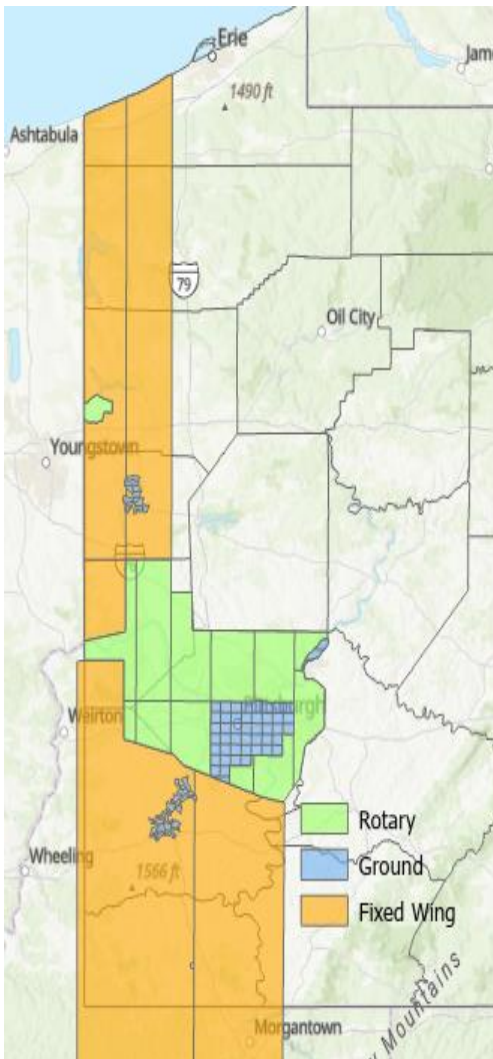 Erie
Jam
1490 ft
Ashtabula
79
Oil City
Youngstown
Weirton
Pittsburgh
Rotary
Ground
Fixed Wing
Wheeling
1566 ft
Mountains
Morgantown